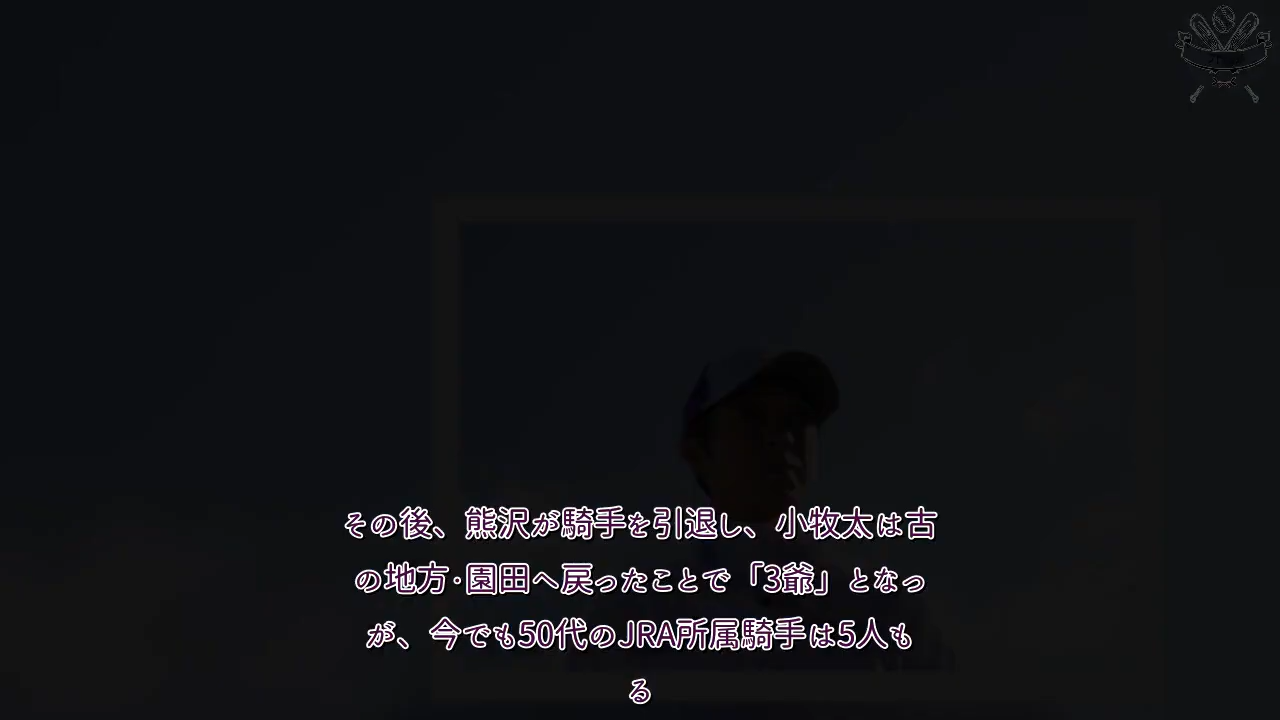 その後、熊沢が騎手を引退し、小牧太は古
の地方·園田へ戻ったことで「3爺」となっ
が、今でも50代のJRA所属騎手は5人も
る